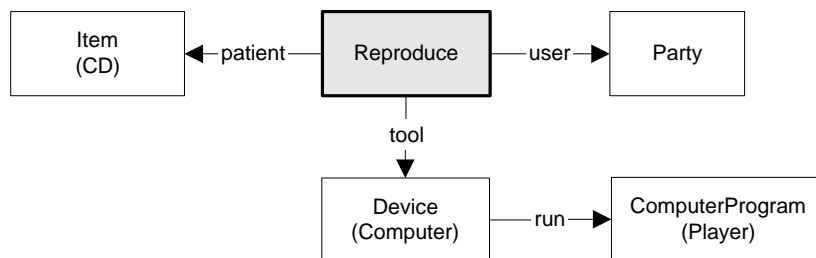 Item
(CD)
patient
Reproduce
user
Party
tool
Device
(Computer)
run
ComputerProgram
(Player)